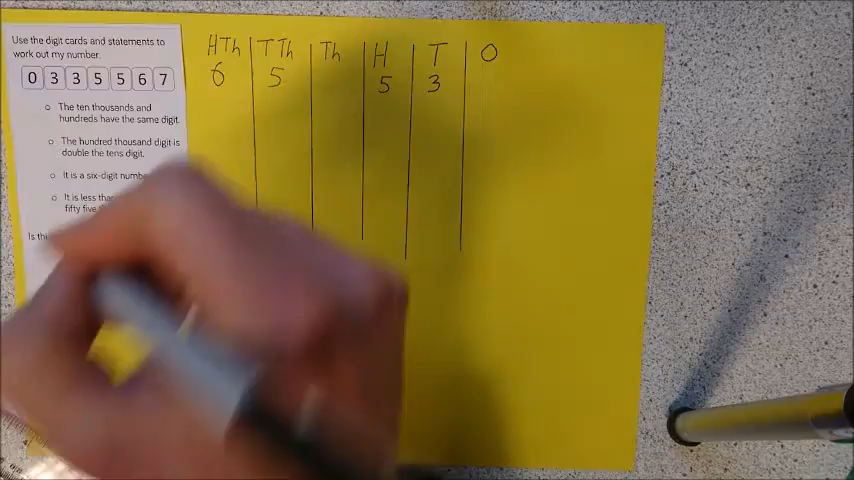 Use the digit cards and statements to
work out my number.
0 3 3 5 5 5 6 7
The ten thousands and
hundreds have the same digit.
The hundred thousand digit is
double the tens digit.
It is a six-digit
It is less
fifty five
Is
HTh TTh Th H T O
6 5 5 3